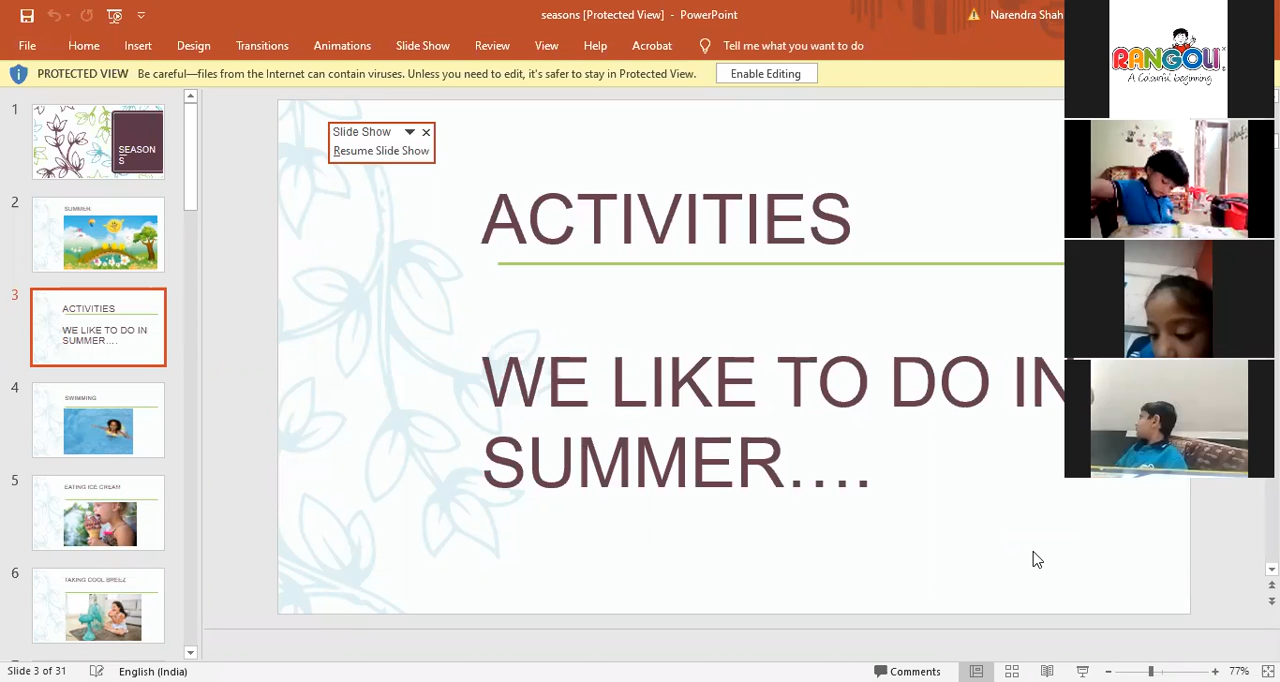 seasons [Protected View] - PowerPoint
Narendra Shah
File Home Insert Design Transitions Animations Slide Show Review View Help Acrobat Tell me what you want to do
PROTECTED VIEW Be careful—files from the Internet can contain viruses. Unless you need to edit, it's safer to stay in Protected View. Enable Editing
RANGOLI
A Colourful beginning
1
SEASON
S
2
SUMMER
3
ACTIVITIES
WE LIKE TO DO IN
SUMMER....
4
SWIMMING
5
EATING ICE CREAM
6
TAKING COOL BREEZ
Slide Show
Resume Slide Show
ACTIVITIES
WE LIKE TO DO IN
SUMMER....
Slide 3 of 31 English (India) Comments 77%